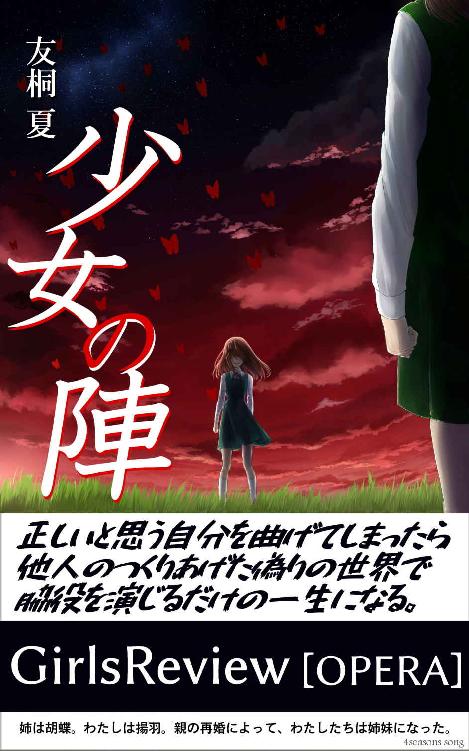 友桐 夏
少女の陣
正しいと思う自分を曲げてしまったら
他人のつくりあげた偽りの世界で
脇役を演じるだけの一生になる。
GirlsReview [OPERA]
姉は胡蝶。わたしは揚羽。親の再婚によって、わたしたちは姉妹になった。
4seasons song